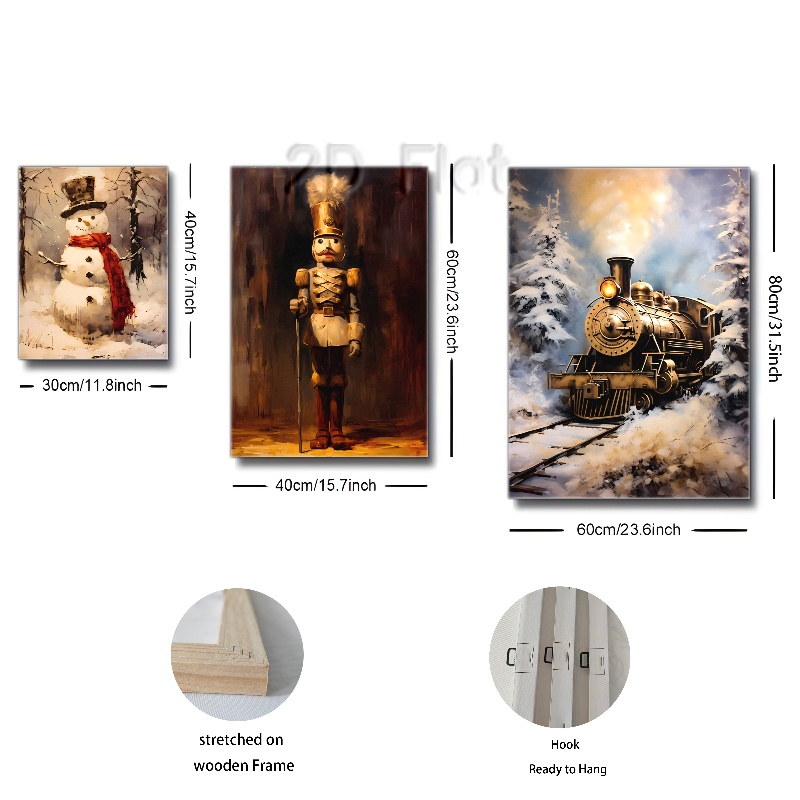 2D Flat
40cm/15.7inch
30cm/11.8inch
60cm/23.6inch
40cm/15.7inch
80cm/31.5inch
60cm/23.6inch
stretched on
wooden Frame
Hook
Ready to Hang